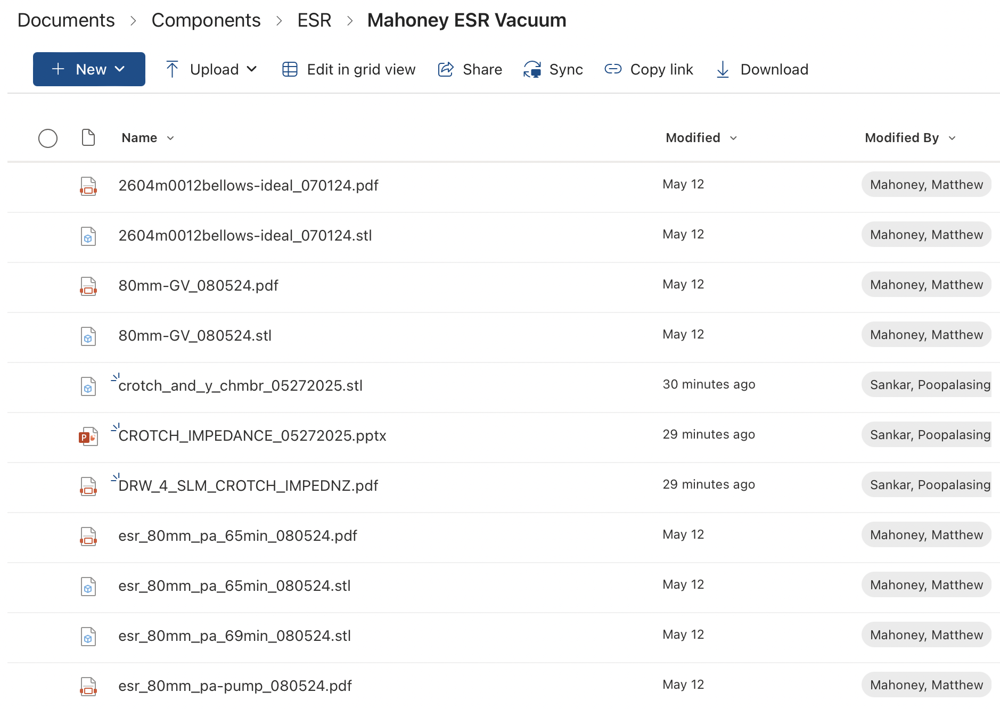 Documents > Components > ESR > Mahoney ESR Vacuum
+ New Upload Edit in grid view Share Sync Copy link Download
Name Modified Modified By
2604m0012bellows-ideal_070124.pdf May 12 Mahoney, Matthew
2604m0012bellows-ideal_070124.stl May 12 Mahoney, Matthew
80mm-GV_080524.pdf May 12 Mahoney, Matthew
80mm-GV_080524.stl May 12 Mahoney, Matthew
crotch_and_y_chmbr_05272025.stl 30 minutes ago Sankar, Poopalasing
P CROTCH_IMPEDANCE_05272025.pptx 29 minutes ago Sankar, Poopalasing
DRW_4_SLM_CROTCH_IMPEDNZ.pdf 29 minutes ago Sankar, Poopalasing
esr_80mm_pa_65min_080524.pdf May 12 Mahoney, Matthew
esr_80mm_pa_65min_080524.stl May 12 Mahoney, Matthew
esr_80mm_pa_69min_080524.stl May 12 Mahoney, Matthew
esr_80mm_pa-pump_080524.pdf May 12 Mahoney, Matthew